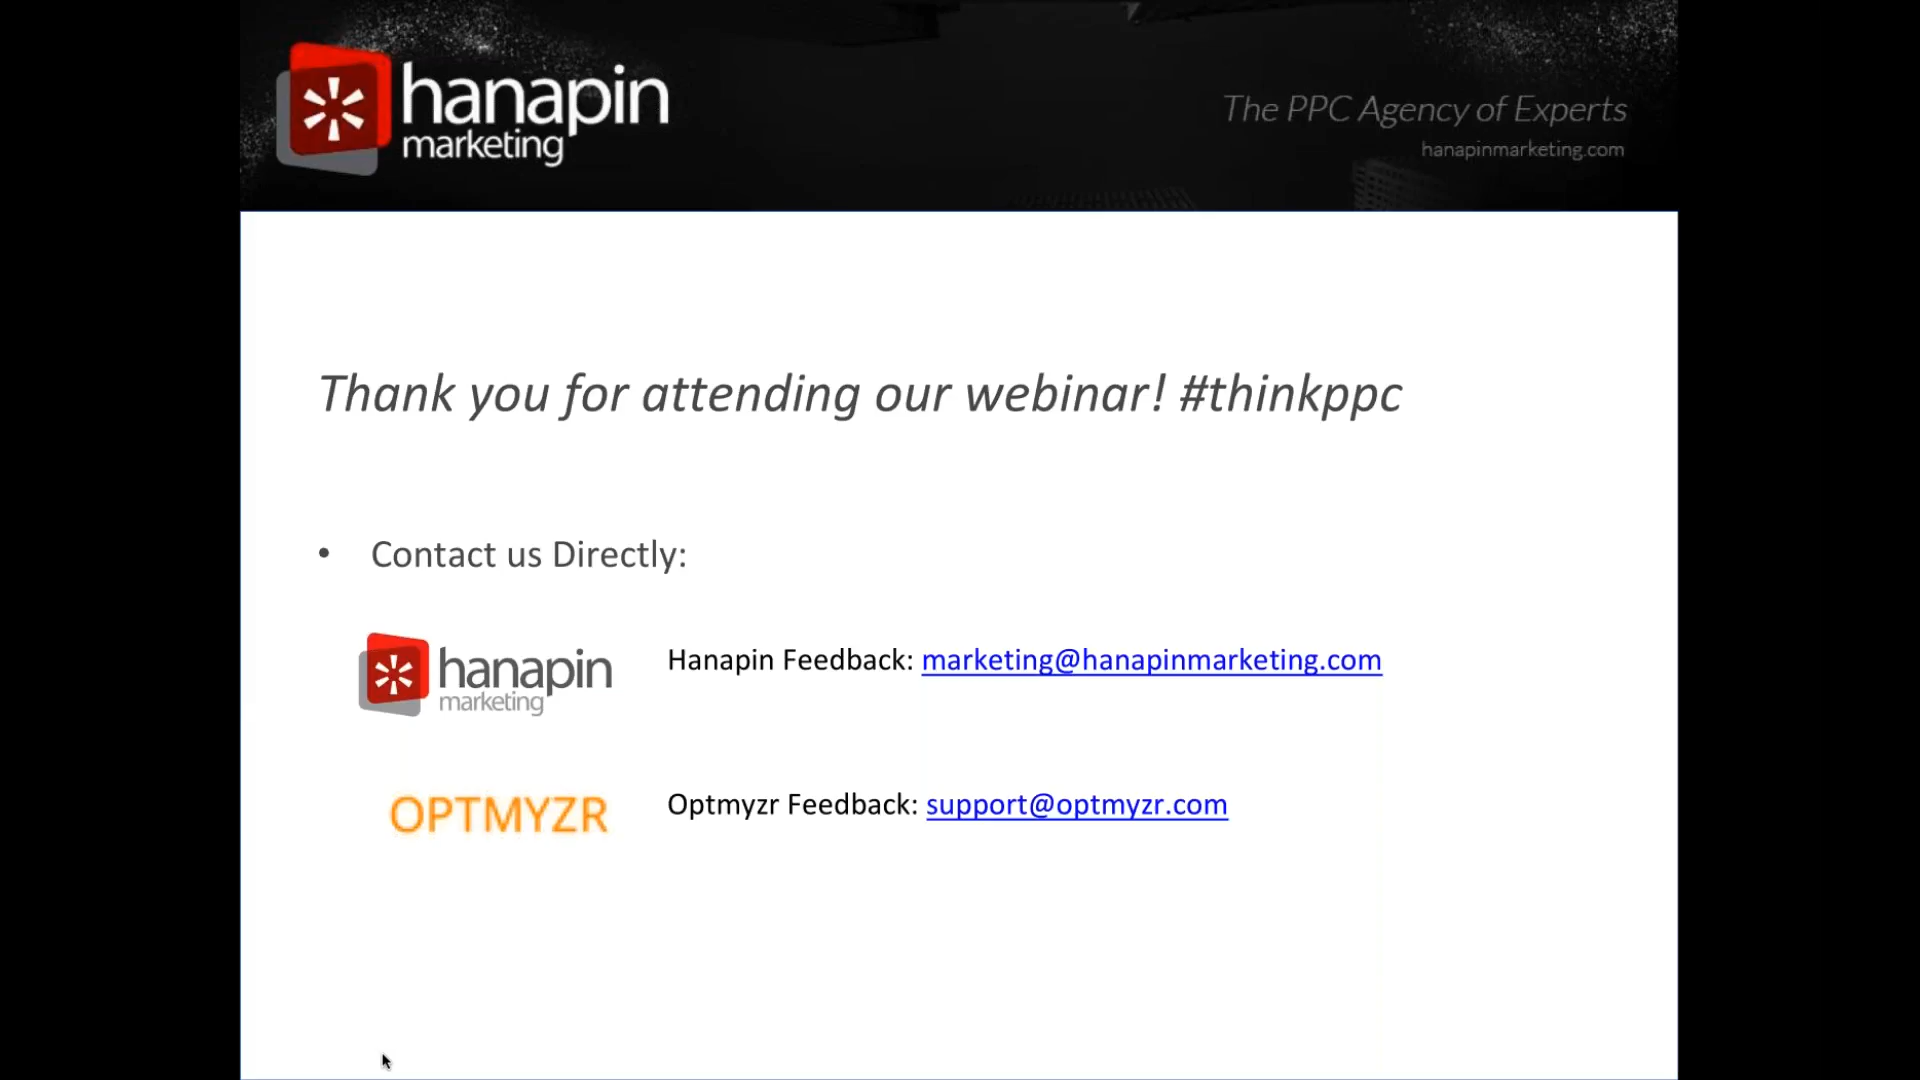 hanapin
marketing
The PPC Agency of Experts
hanapinmarketing.com
Thank you for attending our webinar! #thinkppc
• Contact us Directly:
hanapin
marketing
Hanapin Feedback: marketing@hanapinmarketing.com
OPTMYZR
Optmyzr Feedback: support@optmyzr.com